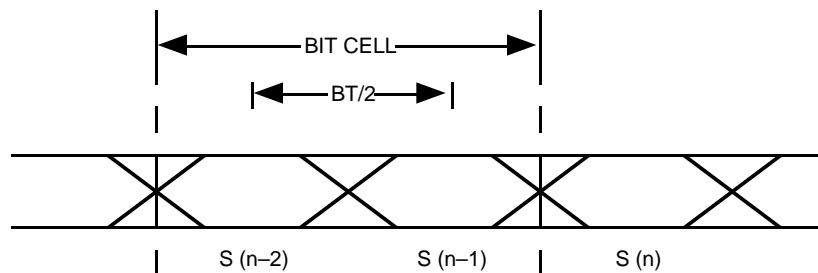 BIT CELL
BT/2
S (n–2) S (n–1) S (n)